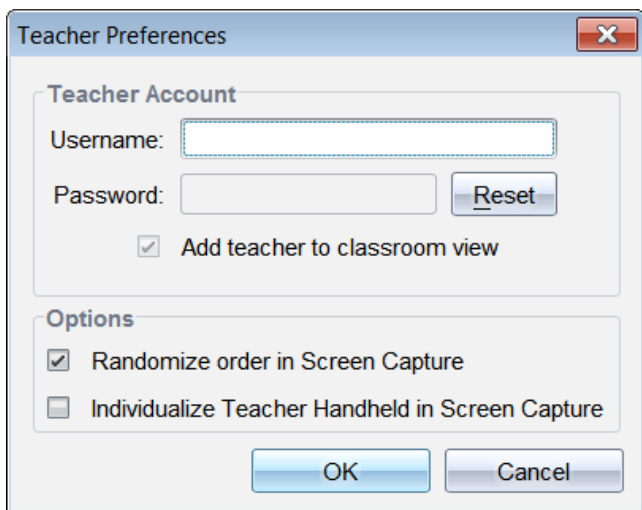 Teacher Preferences
Teacher Account
Username:
Password:
Reset
Add teacher to classroom view
Options
Randomize order in Screen Capture
Individualize Teacher Handheld in Screen Capture
OK
Cancel